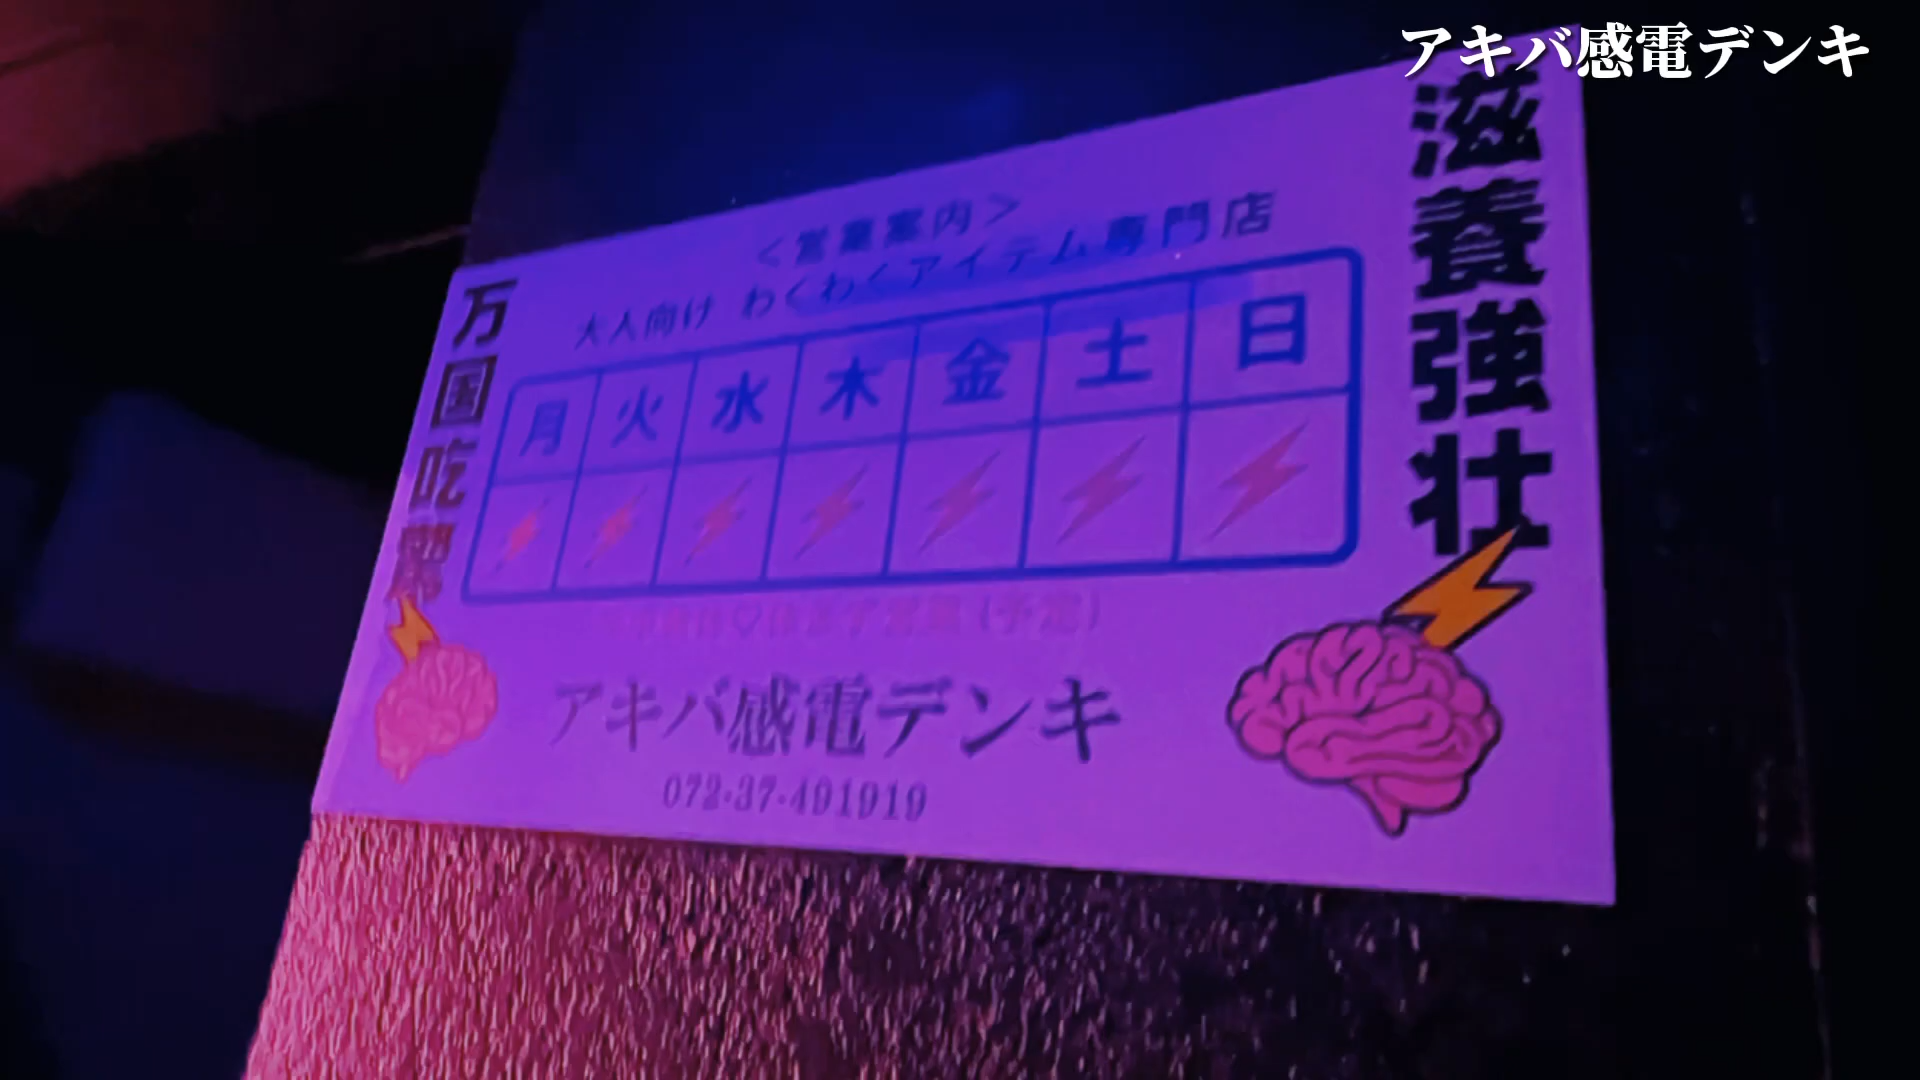 アキバ感電デンキ
滋養強壮
＜営業案内＞
大人向け わくわくアイテム専門店
万国吃驚
月 火 水 木 金 土 日
アキバ感電デンキ
072-37-491919